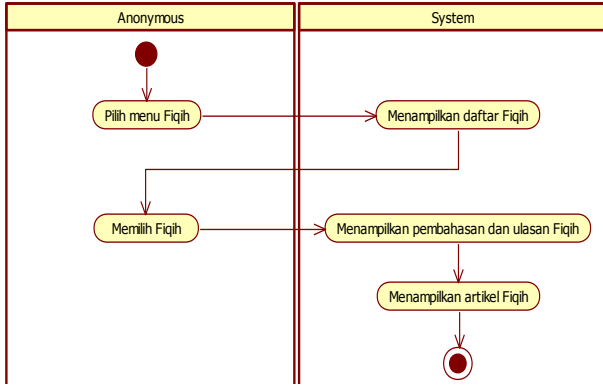 Anonymous
System
Pilih menu Fiqih
Menampilkan daftar Fiqih
Memilih Fiqih
Menampilkan pembahasan dan ulasan Fiqih
Menampilkan artikel Fiqih